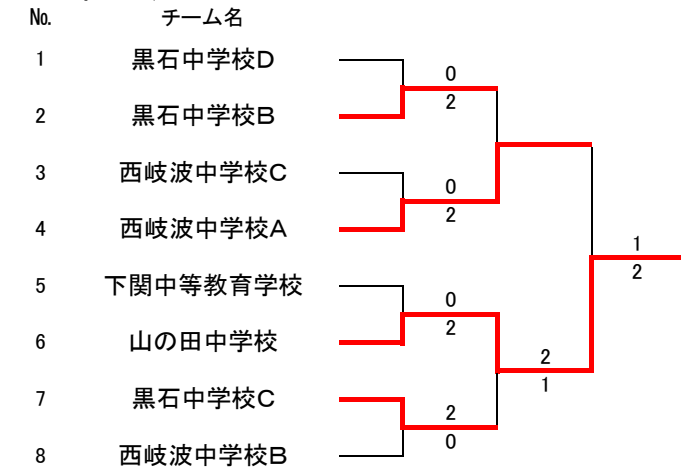 No. チーム名
1 黒石中学校D
0
2
2 黒石中学校B
3 西岐波中学校C
0
2
4 西岐波中学校A
1
2
5 下関中等教育学校
0
2
6 山の田中学校
2
1
7 黒石中学校C
2
0
8 西岐波中学校B